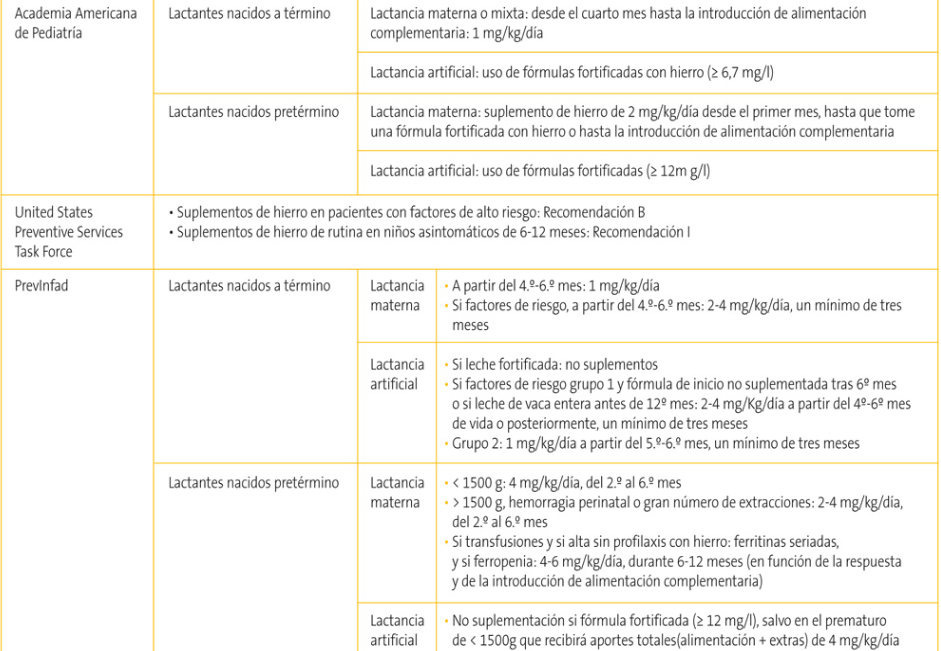 Academia Americana
de Pediatría
Lactantes nacidos a término
Lactancia materna o mixta: desde el cuarto mes hasta la introducción de alimentación
complementaria: 1 mg/kg/día
Lactancia artificial: uso de fórmulas fortificadas con hierro (≥ 6,7 mg/l)
Lactantes nacidos pretérmino
Lactancia materna: suplemento de hierro de 2 mg/kg/día desde el primer mes, hasta que tome
una fórmula fortificada con hierro o hasta la introducción de alimentación complementaria
Lactancia artificial: uso de fórmulas fortificadas (≥ 12m g/l)
United States
Preventive Services
Task Force
• Suplementos de hierro en pacientes con factores de alto riesgo: Recomendación B
• Suplementos de hierro de rutina en niños asintomáticos de 6-12 meses: Recomendación I
PrevInfad
Lactantes nacidos a término
Lactancia
materna
• A partir del 4.º-6.º mes: 1 mg/kg/día
• Si factores de riesgo, a partir del 4.º-6.º mes: 2-4 mg/kg/día, un mínimo de tres
meses
Lactancia
artificial
• Si leche fortificada: no suplementos
• Si factores de riesgo grupo 1 y fórmula de inicio no suplementada tras 6º mes
o si leche de vaca entera antes de 12º mes: 2-4 mg/Kg/día a partir del 4º-6º mes
de vida o posteriormente, un mínimo de tres meses
• Grupo 2: 1 mg/kg/día a partir del 5.º-6.º mes, un mínimo de tres meses
Lactantes nacidos pretérmino
Lactancia
materna
• < 1500 g: 4 mg/kg/día, del 2.º al 6.º mes
• > 1500 g, hemorragia perinatal o gran número de extracciones: 2-4 mg/kg/día,
del 2.º al 6.º mes
• Si transfusiones y si alta sin profilaxis con hierro: ferritinas seriadas,
y si ferropenia: 4-6 mg/kg/día, durante 6-12 meses (en función de la respuesta
y de la introducción de alimentación complementaria)
Lactancia
artificial
• No suplementación si fórmula fortificada (≥ 12 mg/l), salvo en el prematuro
de < 1500g que recibirá aportes totales(alimentación + extras) de 4 mg/kg/día